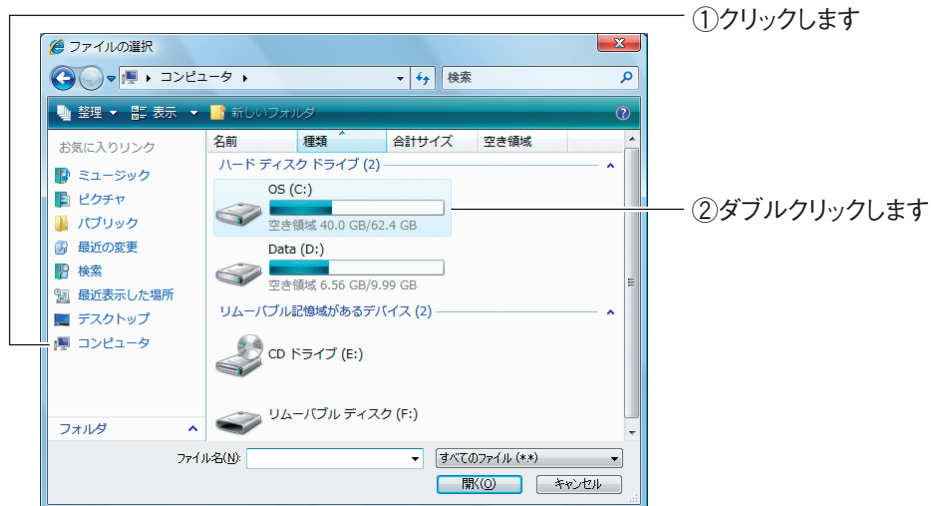 ①クリックします
ファイルの選択
コンピュータ
検索
整理 表示 新しいフォルダ
お気に入りリンク
ミュージック
ピクチャ
パブリック
最近の変更
検索
最近表示した場所
デスクトップ
コンピュータ
フォルダ
名前 種類 合計サイズ 空き領域
ハード ディスク ドライブ (2)
OS (C:)
空き領域 40.0 GB/62.4 GB
②ダブルクリックします
Data (D:)
空き領域 6.56 GB/9.99 GB
リムーバブル記憶域があるデバイス (2)
CD ドライブ (E:)
リムーバブル ディスク (F:)
ファイル名(N):
すべてのファイル (*.*)
開く(O) キャンセル